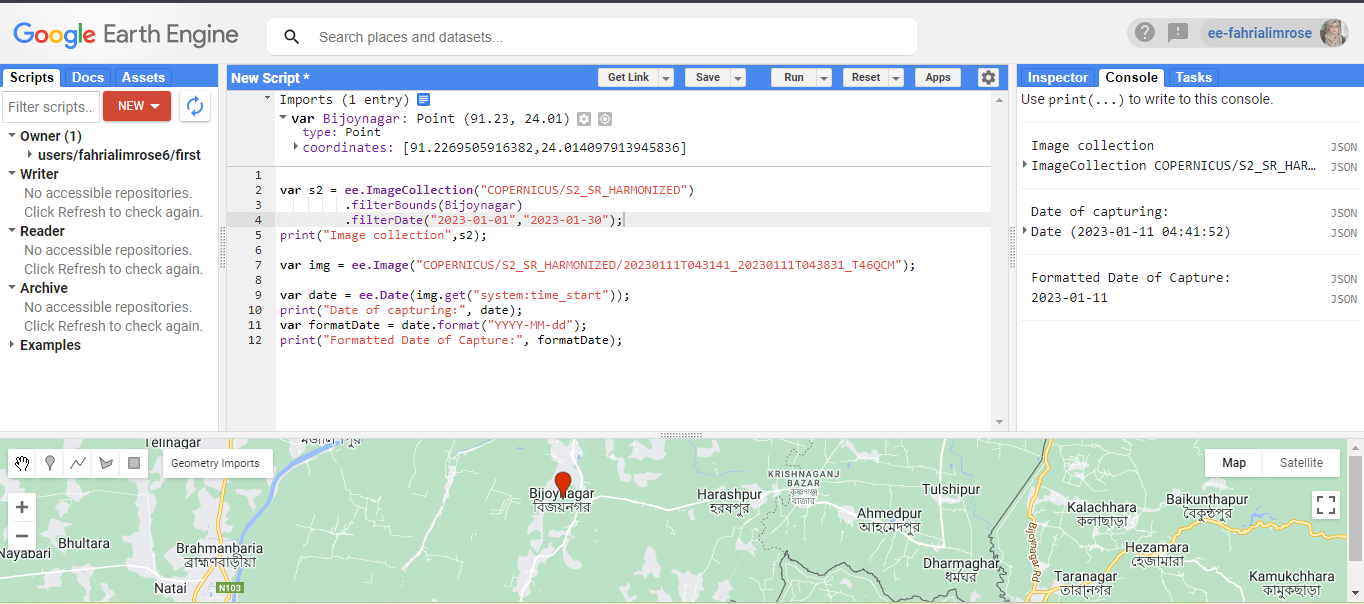 Google Earth Engine
Search places and datasets...
ee-fahrialimrose
Scripts Docs Assets
Filter scripts... NEW
Owner (1)
users/fahrialimrose6/first
Writer
No accessible repositories.
Click Refresh to check again.
Reader
No accessible repositories.
Click Refresh to check again.
Archive
No accessible repositories.
Click Refresh to check again.
Examples
New Script *
Get Link Save Run Reset Apps
Imports (1 entry)
var Bijoynagar: Point (91.23, 24.01)
type: Point
coordinates: [91.2269505916382,24.014097913945836]
1
2 var s2 = ee.ImageCollection("COPERNICUS/S2_SR_HARMONIZED")
3 .filterBounds(Bijoynagar)
4 .filterDate("2023-01-01","2023-01-30");
5 print("Image collection",s2);
6
7 var img = ee.Image("COPERNICUS/S2_SR_HARMONIZED/20230111T043141_20230111T043831_T46QCM");
8
9 var date = ee.Date(img.get("system:time_start"));
10 print("Date of capturing:", date);
11 var formatDate = date.format("YYYY-MM-dd");
12 print("Formatted Date of Capture:", formatDate);
Inspector Console Tasks
Use print(...) to write to this console.
Image collection JSON
ImageCollection COPERNICUS/S2_SR_HAR... JSON
Date of capturing: JSON
Date (2023-01-11 04:41:52) JSON
Formatted Date of Capture: JSON
2023-01-11 JSON
Telinagar
Geometry Imports
Map Satellite
KRISHNAGANJ
BAZAR
কৃষ্ণগঞ্জ
বাজার
Bijoynagar
বিজয়নগর
Harashpur
হরষপুর
Tulshipur
Ahmedpur
আহমেদপুর
Kalachhara
কলাছাড়া
Baikunthapur
বৈকুণ্ঠপুর
Nayabari
Bhultara
Brahmanbaria
ব্রাহ্মণবাড়ীয়া
Natai
N103
Dharmaghar
ধর্মঘর
Bijoynagar Rd
Hezamara
হেজামারা
Taranagar
তারানগর
Kamukchhara
কামুকছাড়া